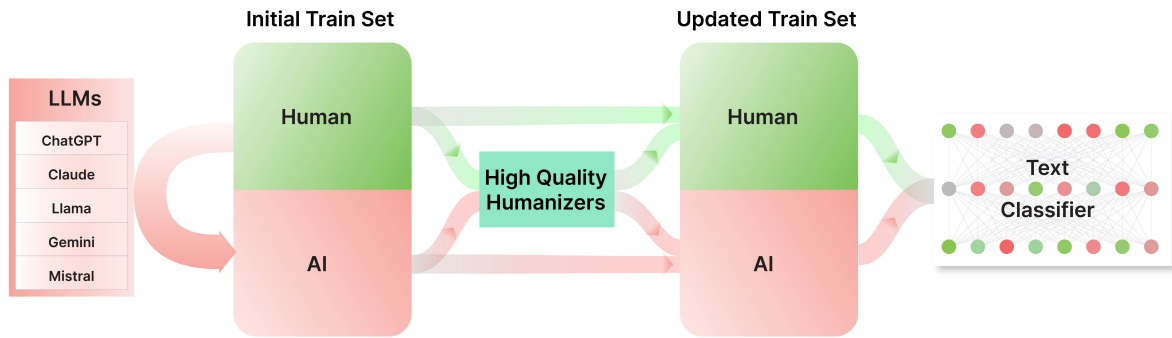 Initial Train Set
Updated Train Set
LLMs
ChatGPT
Claude
Llama
Gemini
Mistral
Human
AI
High Quality
Humanizers
Human
AI
Text
Classifier